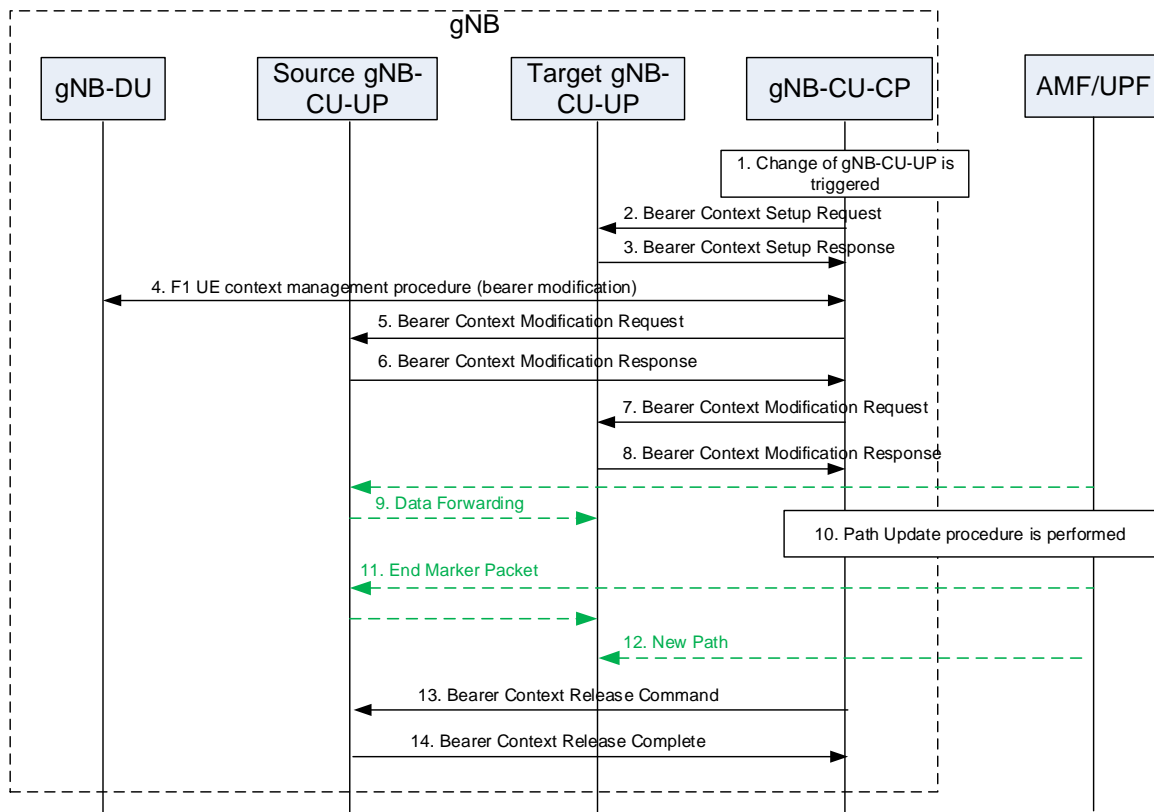 gNB
gNB-DU
Source gNB-
CU-UP
Target gNB-
CU-UP
gNB-CU-CP
AMF/UPF
1. Change of gNB-CU-UP is
triggered
2. Bearer Context Setup Request
3. Bearer Context Setup Response
4. F1 UE context management procedure (bearer modification)
5. Bearer Context Modification Request
6. Bearer Context Modification Response
7. Bearer Context Modification Request
8. Bearer Context Modification Response
9. Data Forwarding
10. Path Update procedure is performed
11. End Marker Packet
12. New Path
13. Bearer Context Release Command
14. Bearer Context Release Complete